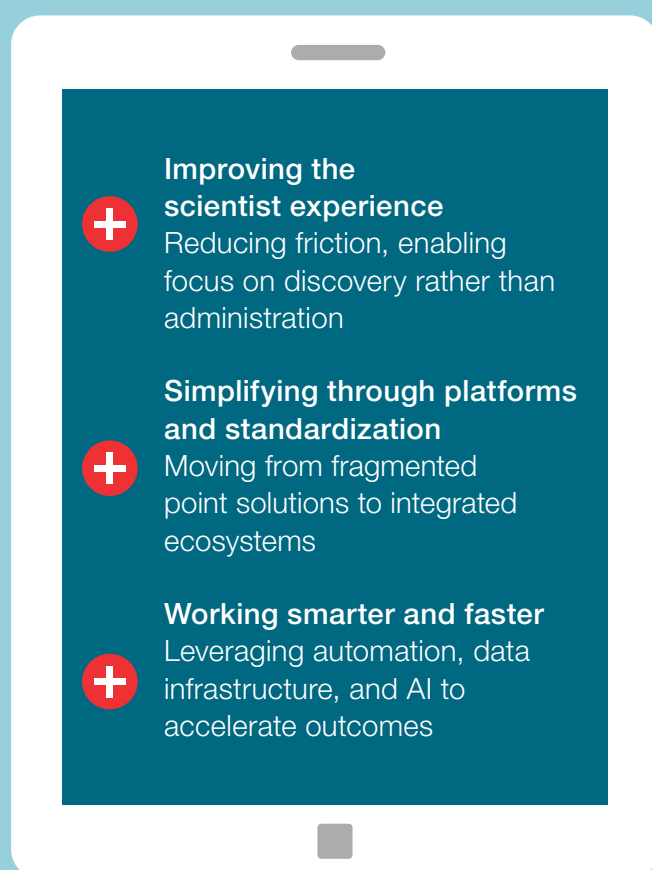 Improving the
scientist experience
Reducing friction, enabling
focus on discovery rather than
administration
Simplifying through platforms
and standardization
Moving from fragmented
point solutions to integrated
ecosystems
Working smarter and faster
Leveraging automation, data
infrastructure, and AI to
accelerate outcomes